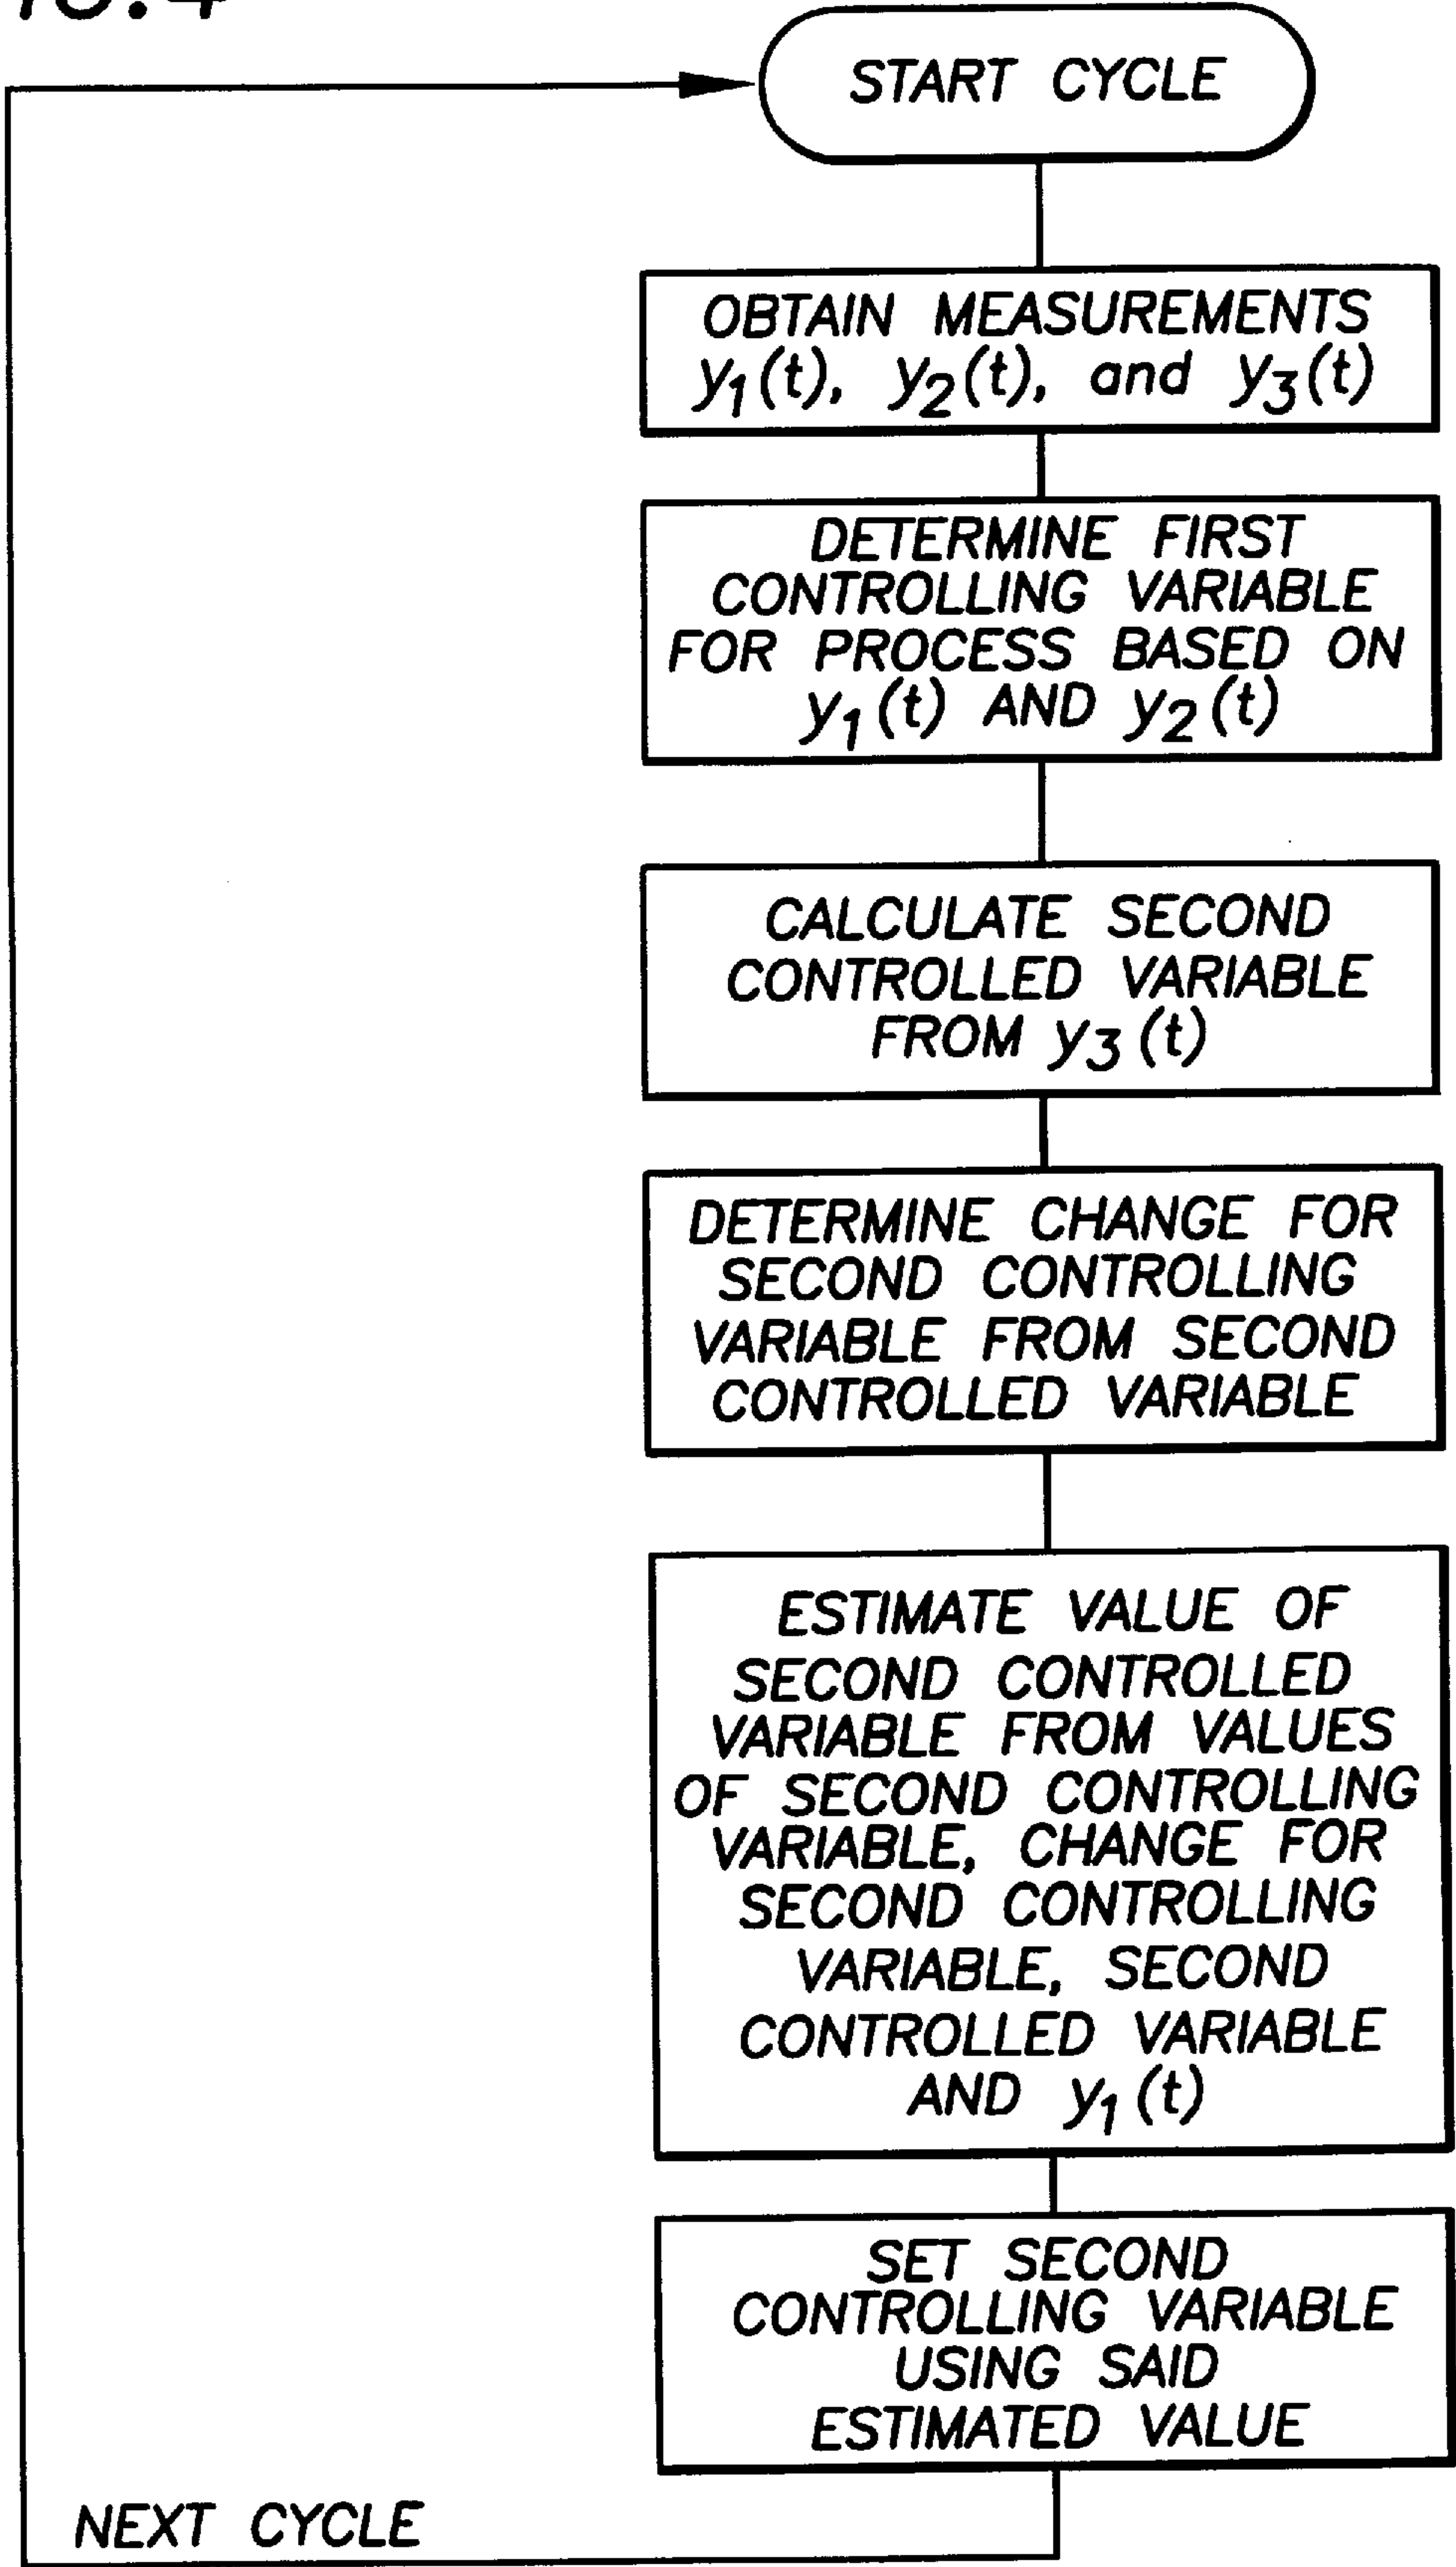 START CYCLE
OBTAIN MEASUREMENTS
y1(t), y2(t), and y3(t)
DETERMINE FIRST
CONTROLLING VARIABLE
FOR PROCESS BASED ON
y1(t) AND y2(t)
CALCULATE SECOND
CONTROLLED VARIABLE
FROM y3(t)
DETERMINE CHANGE FOR
SECOND CONTROLLING
VARIABLE FROM SECOND
CONTROLLED VARIABLE
ESTIMATE VALUE OF
SECOND CONTROLLED
VARIABLE FROM VALUES
OF SECOND CONTROLLING
VARIABLE, CHANGE FOR
SECOND CONTROLLING
VARIABLE, SECOND
CONTROLLED VARIABLE
AND y1(t)
SET SECOND
CONTROLLING VARIABLE
USING SAID
ESTIMATED VALUE
NEXT CYCLE